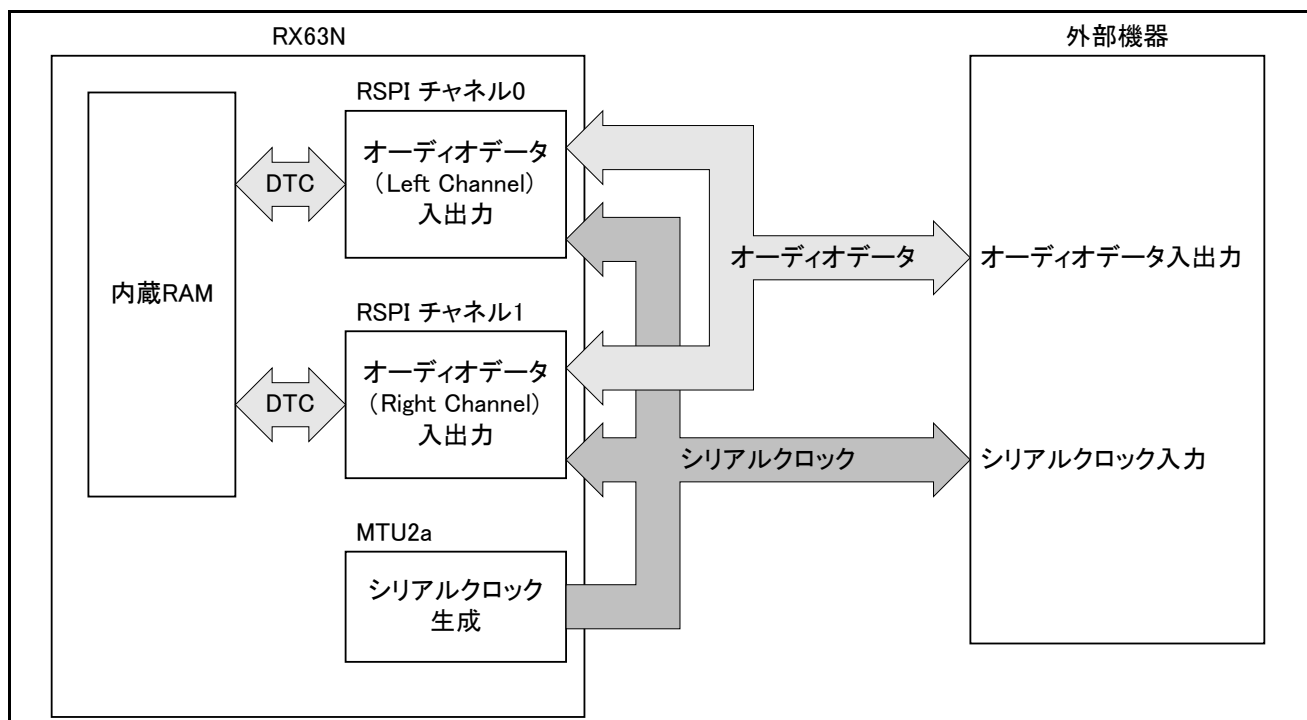 RX63N
外部機器
RSPI チャネル0
オーディオデータ
（Left Channel）
入出力
DTC
内蔵RAM
オーディオデータ
オーディオデータ入出力
RSPI チャネル1
オーディオデータ
（Right Channel）
入出力
DTC
シリアルクロック
シリアルクロック入力
MTU2a
シリアルクロック
生成